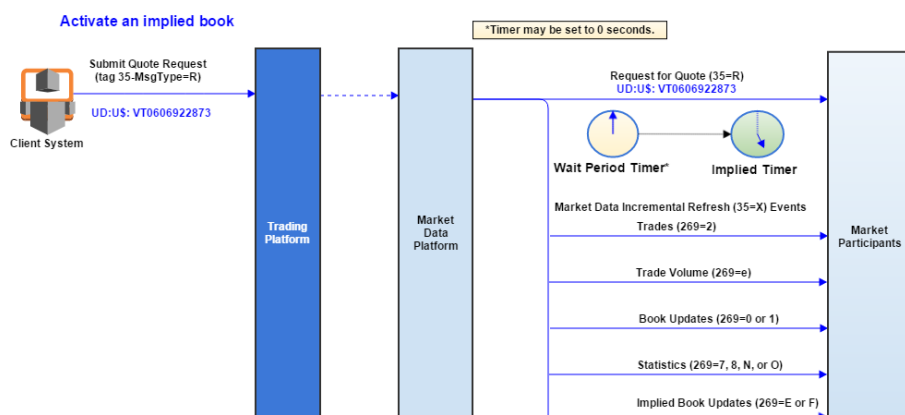 Activate an implied book
*Timer may be set to 0 seconds.
Submit Quote Request
(tag 35-MsgType=R)
UD:U$: VT0606922873
Client System
Trading
Platform
Market
Data
Platform
Request for Quote (35=R)
UD:U$: VT0606922873
Wait Period Timer*
Implied Timer
Market Data Incremental Refresh (35=X) Events
Trades (269=2)
Trade Volume (269=e)
Book Updates (269=0 or 1)
Statistics (269=7, 8, N, or O)
Implied Book Updates (269=E or F)
Market
Participants